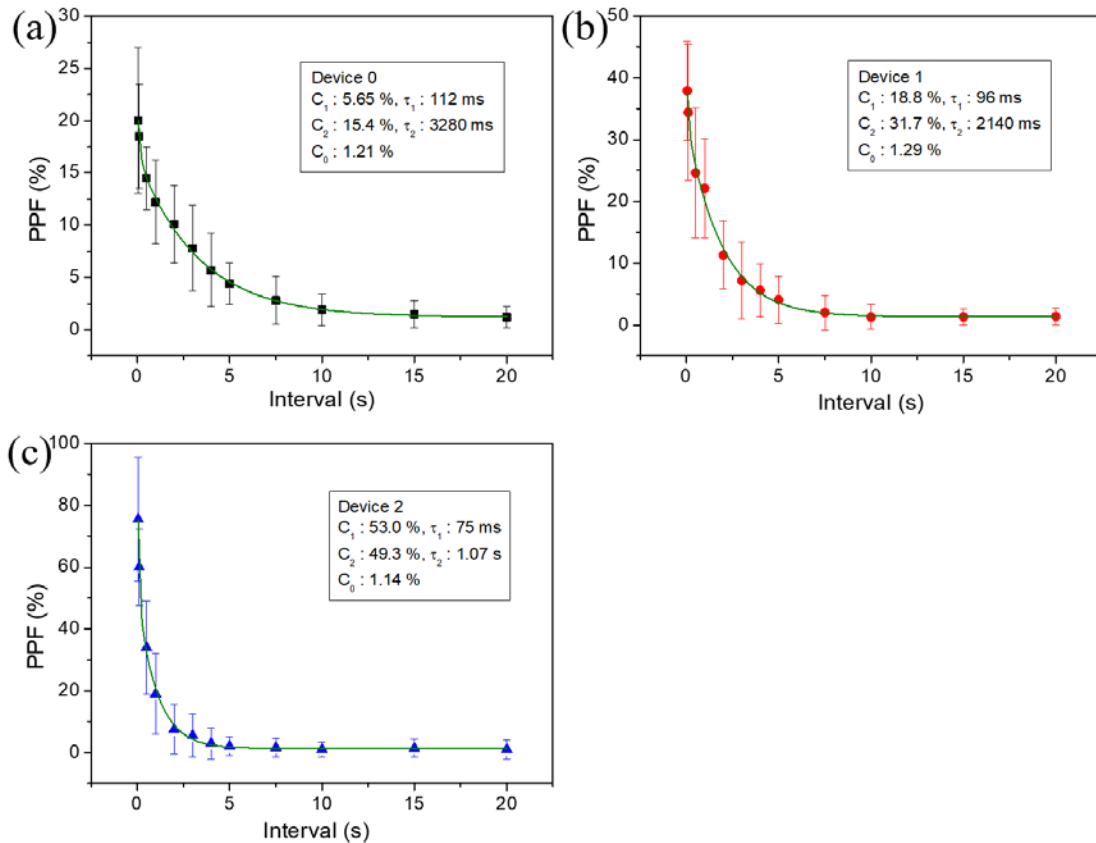 (a)
30
25
20
15
10
5
0
PPF (%)
Device 0
C₁ : 5.65 %, τ₁ : 112 ms
C₂ : 15.4 %, τ₂ : 3280 ms
C₀ : 1.21 %
0 5 10 15 20
Interval (s)
(b)
50
40
30
20
10
0
PPF (%)
Device 1
C₁ : 18.8 %, τ₁ : 96 ms
C₂ : 31.7 %, τ₂ : 2140 ms
C₀ : 1.29 %
0 5 10 15 20
Interval (s)
(c)
100
80
60
40
20
0
PPF (%)
Device 2
C₁ : 53.0 %, τ₁ : 75 ms
C₂ : 49.3 %, τ₂ : 1.07 s
C₀ : 1.14 %
0 5 10 15 20
Interval (s)